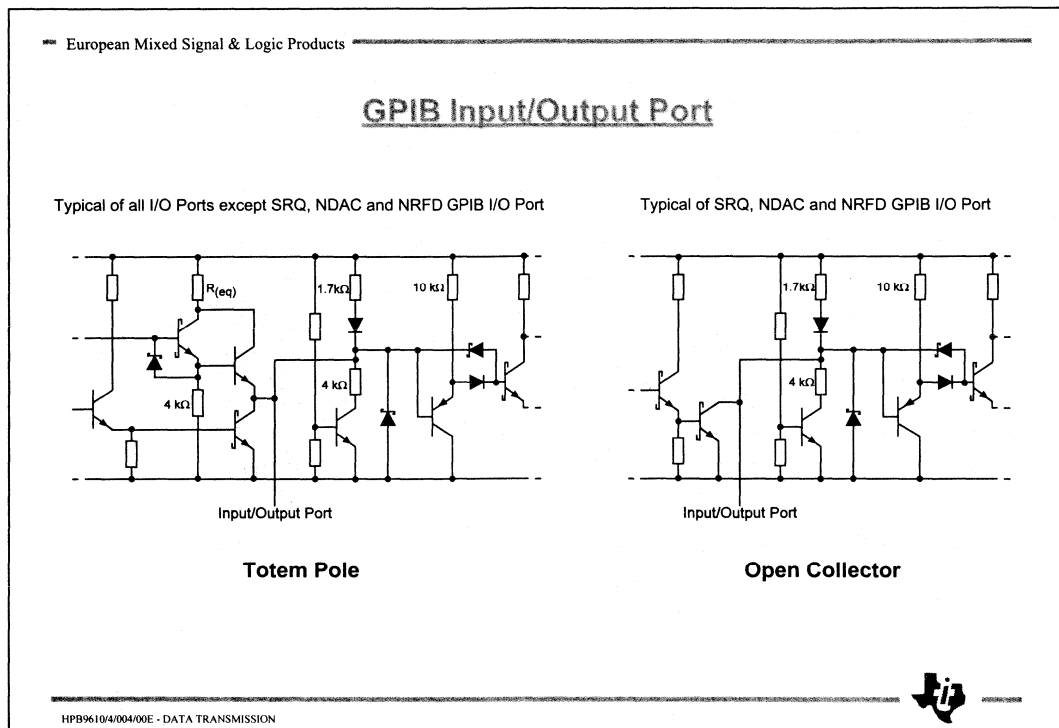 European Mixed Signal & Logic Products
GPIB Input/Output Port
Typical of all I/O Ports except SRQ, NDAC and NRFD GPIB I/O Port
Typical of SRQ, NDAC and NRFD GPIB I/O Port
R(eq)
1.7kΩ
10 kΩ
4 kΩ
4 kΩ
Input/Output Port
1.7kΩ
10 kΩ
4 kΩ
Input/Output Port
Totem Pole
Open Collector
HPB9610/4/004/00E - DATA TRANSMISSION